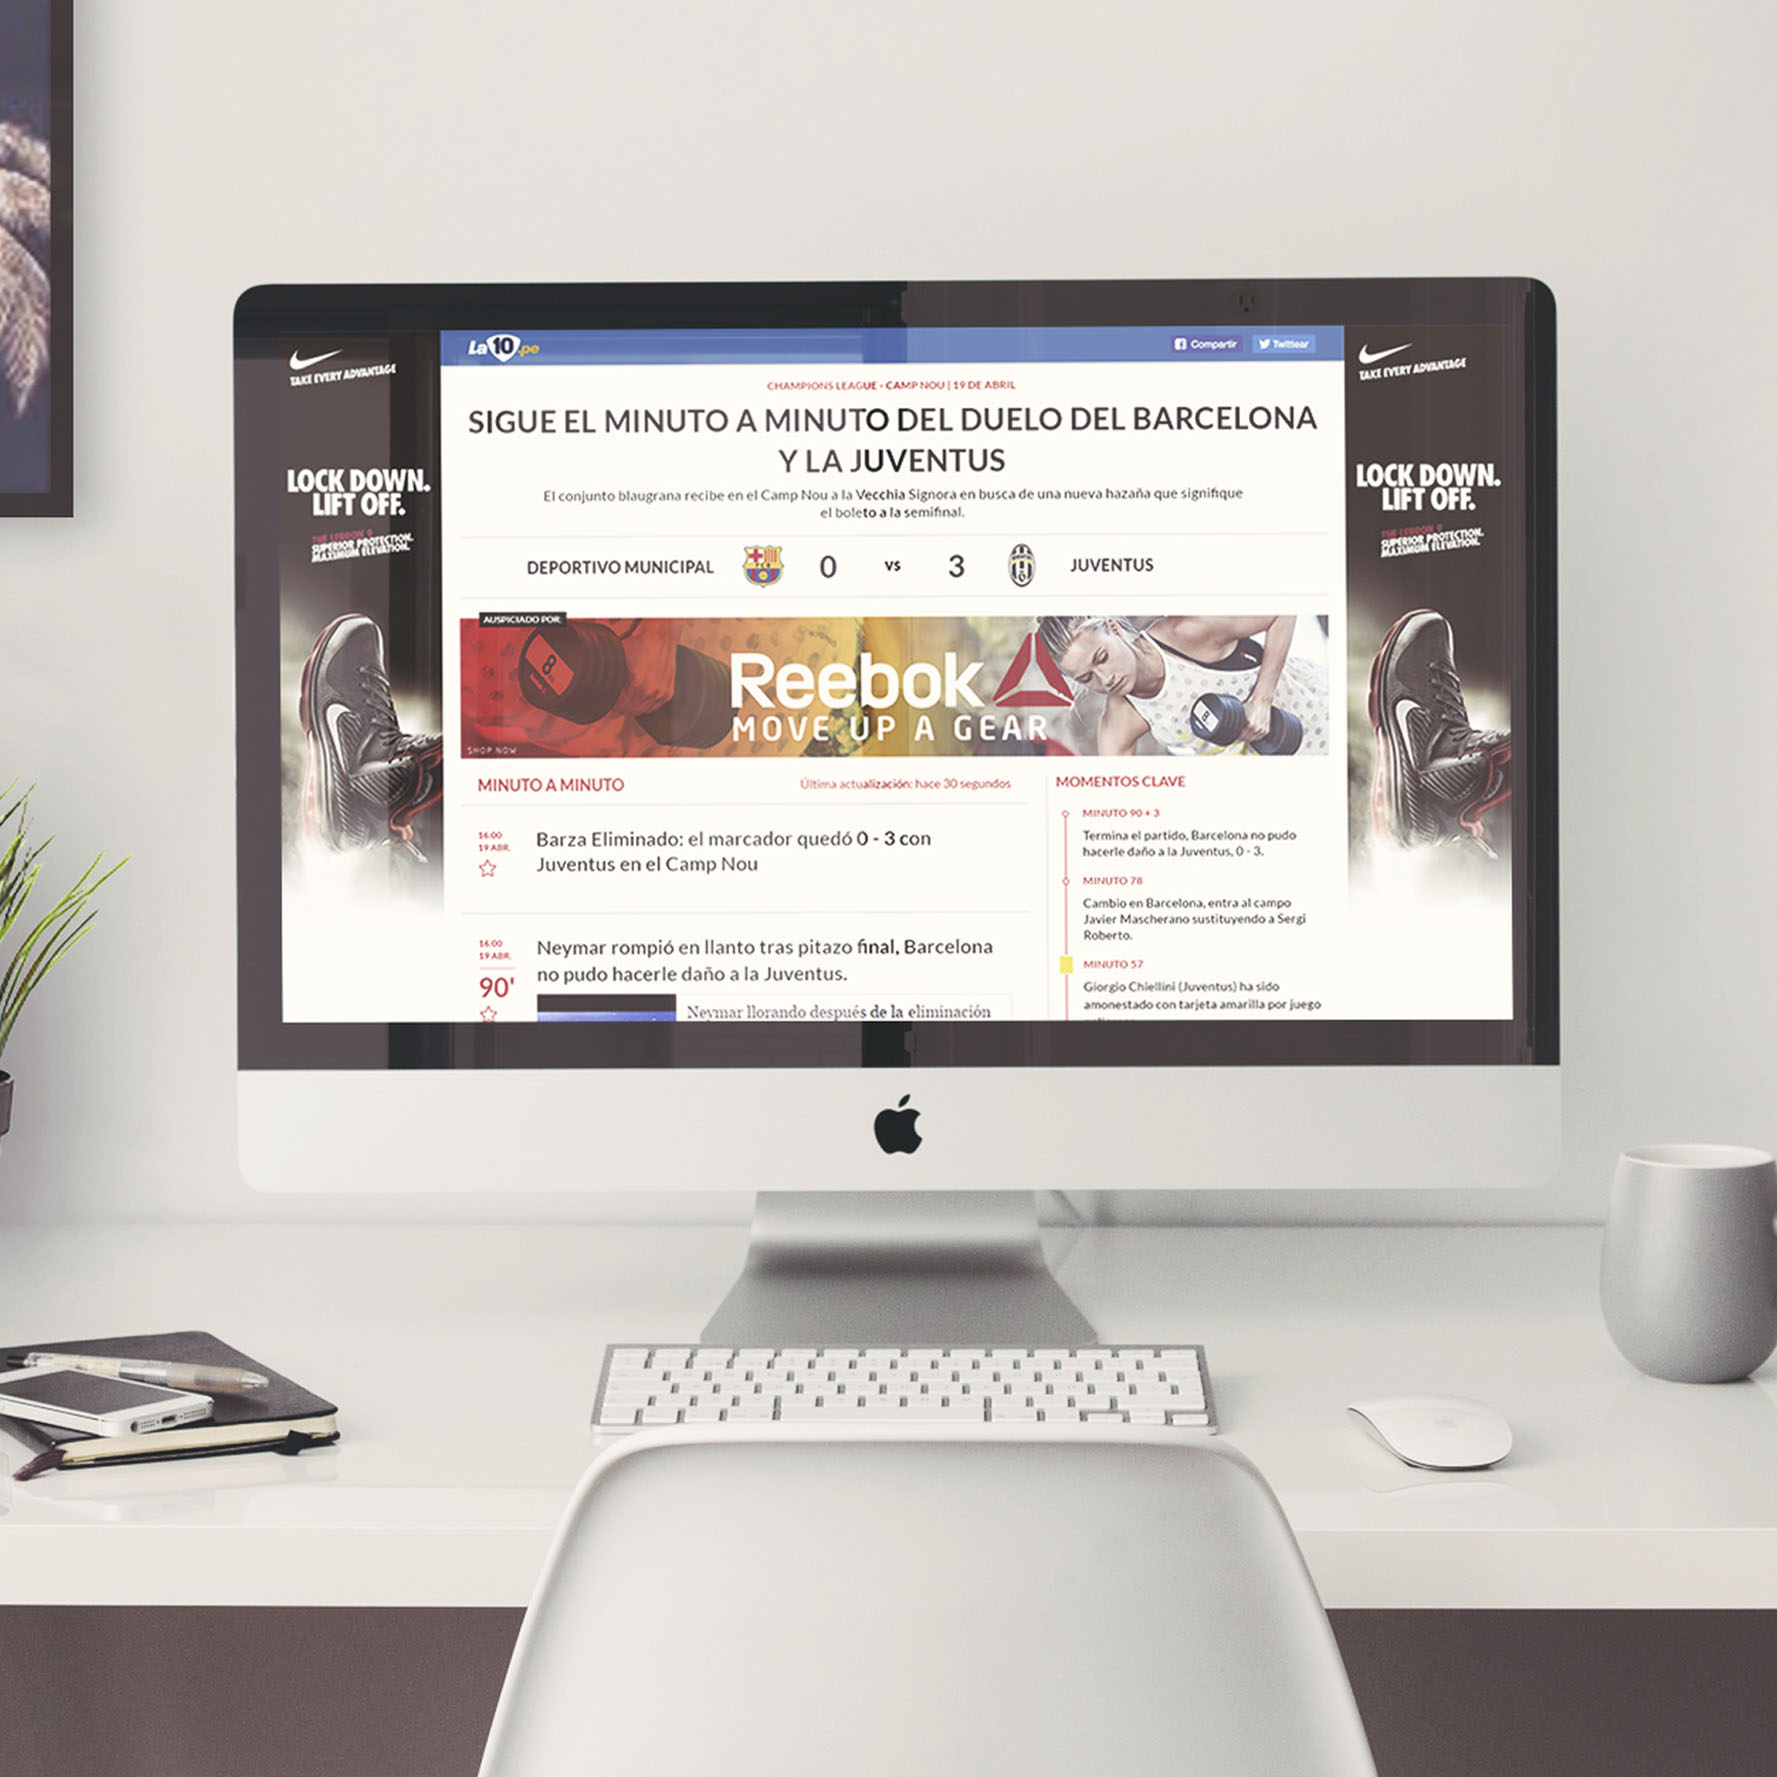 La10.pe
Compartir
Twittear
TAKE EVERY ADVANTAGE
LOCK DOWN.
LIFT OFF.
THE LEBRON 9
SUPERIOR PROTECTION.
MAXIMUM ELEVATION.
CHAMPIONS LEAGUE - CAMP NOU | 19 DE ABRIL
SIGUE EL MINUTO A MINUTO DEL DUELO DEL BARCELONA
Y LA JUVENTUS
El conjunto blaugrana recibe en el Camp Nou a la Vecchia Signora en busca de una nueva hazaña que signifique
el boleto a la semifinal.
DEPORTIVO MUNICIPAL
FCB
0
vs
3
JUVENTUS
AUSPICIADO POR:
8
Reebok
MOVE UP A GEAR
SHOP NOW
8
MINUTO A MINUTO
Última actualización: hace 30 segundos
16:00
19 ABR.
Barza Eliminado: el marcador quedó 0 - 3 con
Juventus en el Camp Nou
16:00
19 ABR.
90'
Neymar rompió en llanto tras pitazo final, Barcelona
no pudo hacerle daño a la Juventus.
Neymar llorando después de la eliminación
MOMENTOS CLAVE
MINUTO 90 + 3
Termina el partido, Barcelona no pudo
hacerle daño a la Juventus, 0 - 3.
MINUTO 78
Cambio en Barcelona, entra al campo
Javier Mascherano sustituyendo a Sergi
Roberto.
MINUTO 57
Giorgio Chiellini (Juventus) ha sido
amonestado con tarjeta amarilla por juego
TAKE EVERY ADVANTAGE
LOCK DOWN.
LIFT OFF.
THE LEBRON 9
SUPERIOR PROTECTION.
MAXIMUM ELEVATION.